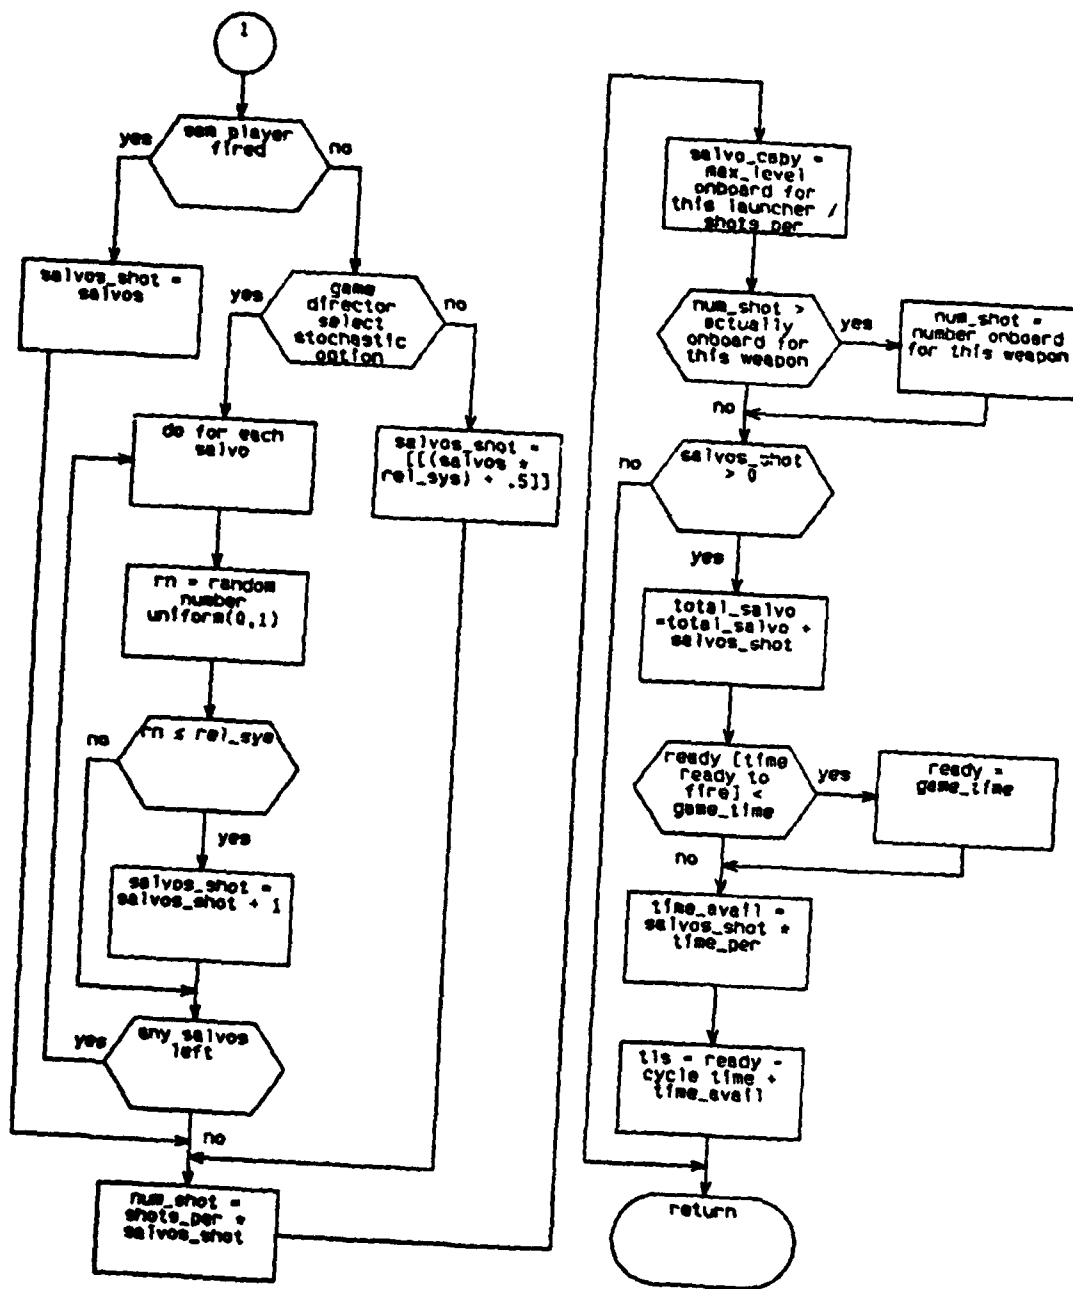 1
sam player
fired
yes
no
salvos_shot =
salvos
game
director
select
stochastic
option
yes
no
do for each
salvo
salvos_shot =
[[((salvos *
rel_sys) + .5]]
rn = random
number
uniform(0,1)
rn ≤ rel_sys
no
yes
salvos_shot =
salvos_shot + 1
any salvos
left
yes
no
num_shot =
shots_per *
salvos_shot
salvo_capy =
max_level
onboard for
this launcher /
shots_per
num_shot >
actually
onboard for
this weapon
yes
num_shot =
number onboard
for this weapon
no
salvos_shot
> 0
no
yes
total_salvo
=total_salvo +
salvos_shot
ready [time
ready to
fire] <
game_time
yes
ready =
game_time
no
time_avail =
salvos_shot *
time_per
tls = ready -
cycle time +
time_avail
return